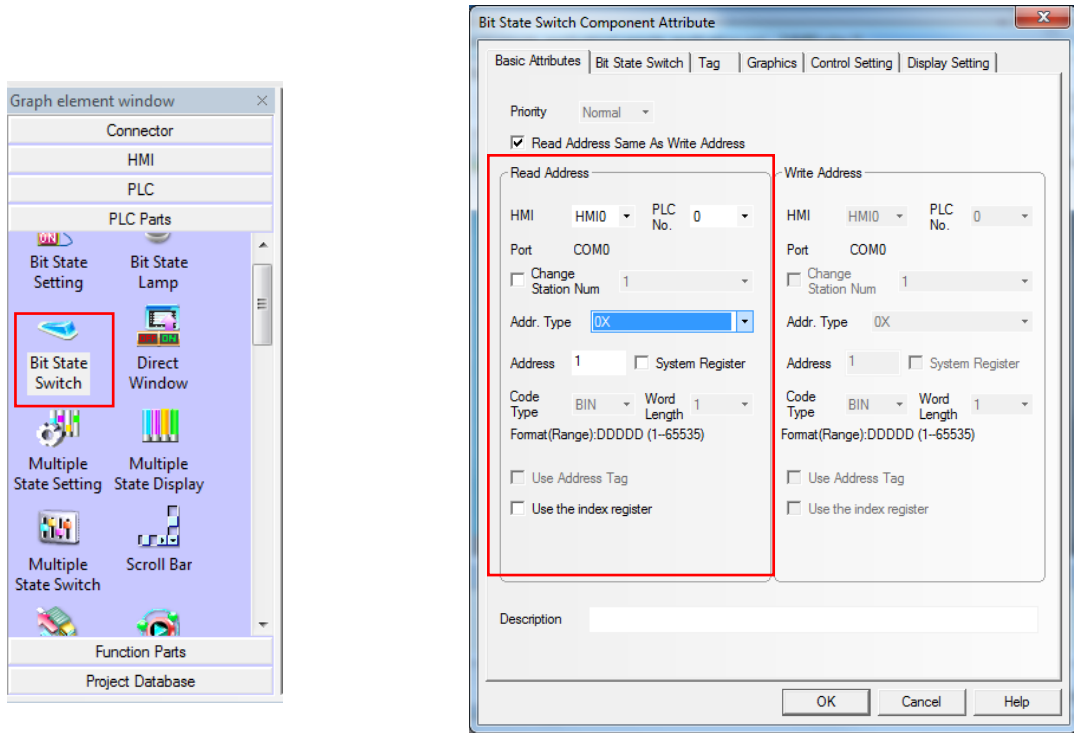 Graph element window
Connector
HMI
PLC
PLC Parts
Bit State Setting
Bit State Lamp
Bit State Switch
Direct Window
Multiple State Setting
Multiple State Display
Multiple State Switch
Scroll Bar
Function Parts
Project Database
Bit State Switch Component Attribute
Basic Attributes Bit State Switch Tag Graphics Control Setting Display Setting
Priority Normal
Read Address Same As Write Address
Read Address
HMI HMI0 PLC No. 0
Port COM0
Change Station Num 1
Addr. Type 0X
Address 1 System Register
Code Type BIN Word Length 1
Format(Range):DDDDD (1--65535)
Use Address Tag
Use the index register
Write Address
HMI HMI0 PLC No. 0
Port COM0
Change Station Num 1
Addr. Type 0X
Address 1 System Register
Code Type BIN Word Length 1
Format(Range):DDDDD (1--65535)
Use Address Tag
Use the index register
Description
OK Cancel Help